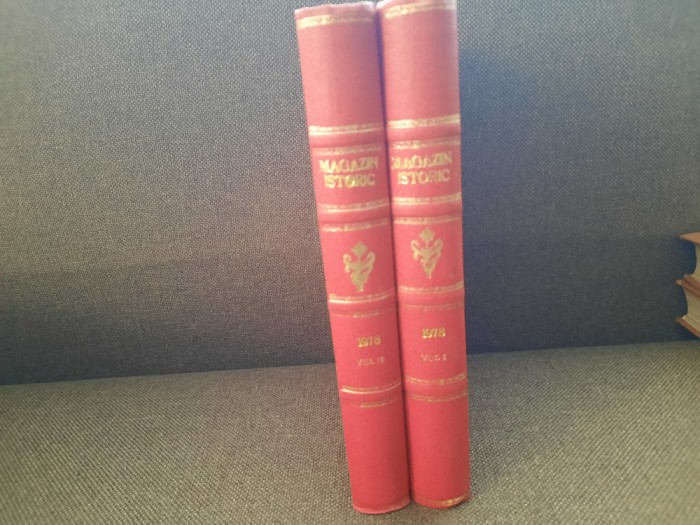 MAGAZIN
ISTORIC
1978
VOL. II
MAGAZIN
ISTORIC
1978
VOL. I